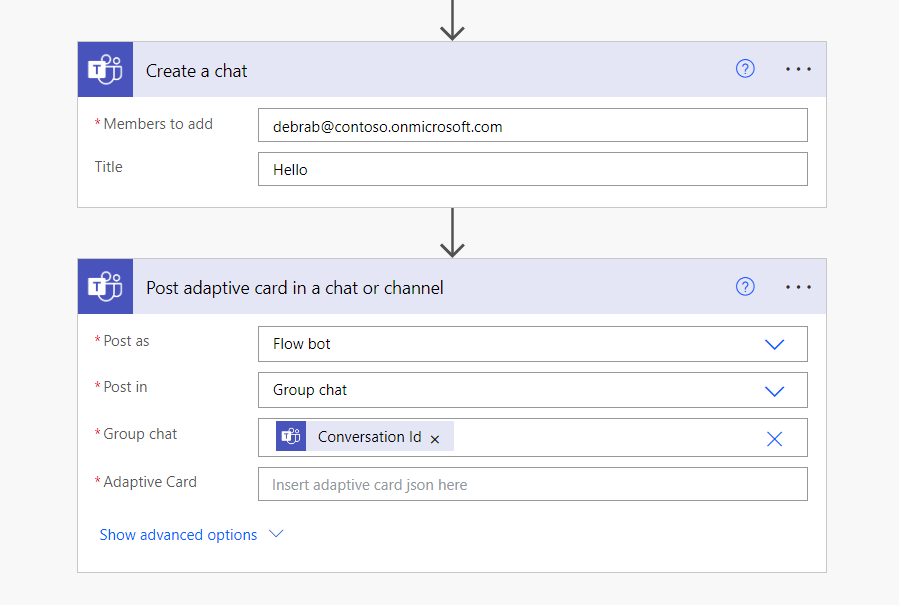 Create a chat
* Members to add debrab@contoso.onmicrosoft.com
Title Hello
Post adaptive card in a chat or channel
* Post as Flow bot
* Post in Group chat
* Group chat Conversation Id ×
* Adaptive Card Insert adaptive card json here
Show advanced options